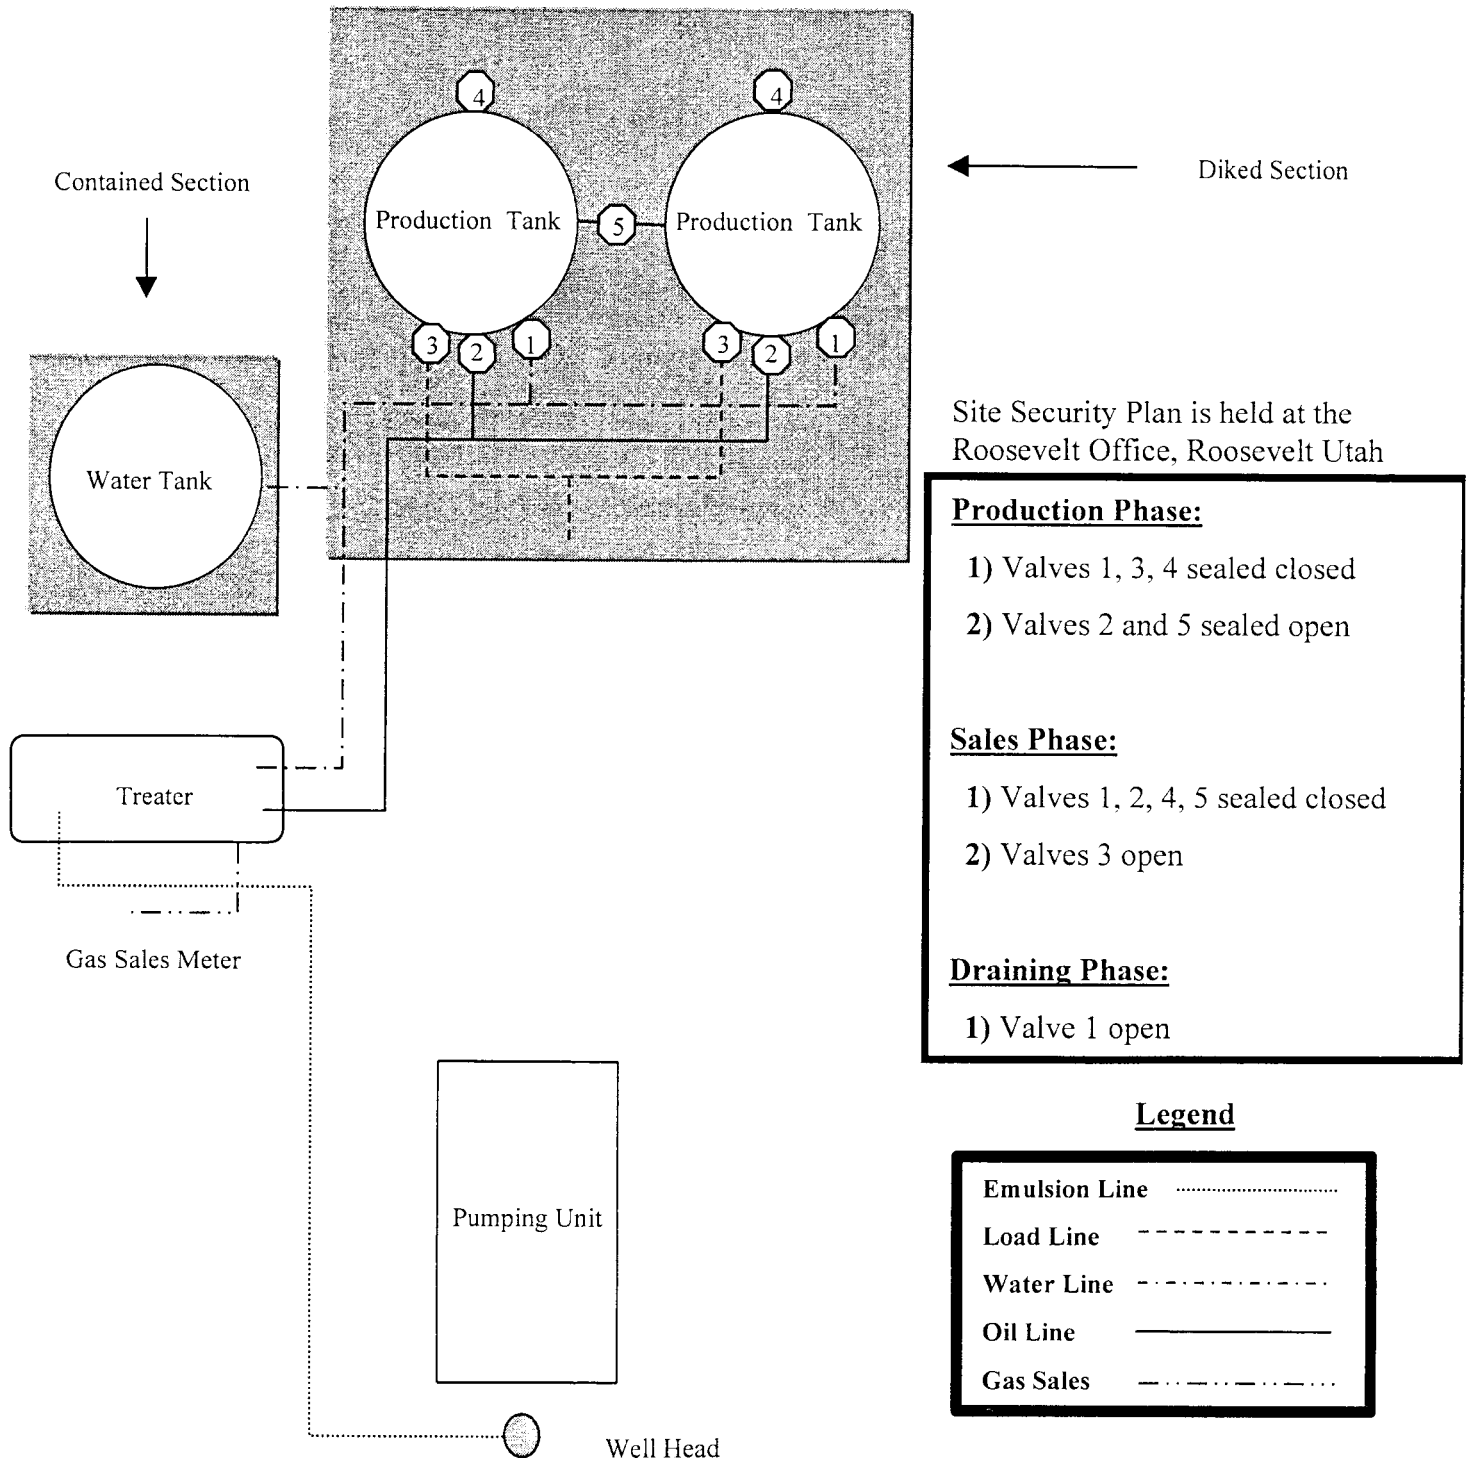 4
4
Contained Section
Diked Section
Production Tank
5
Production Tank
3
2
1
3
2
1
Water Tank
Site Security Plan is held at the
Roosevelt Office, Roosevelt Utah
Production Phase:
1) Valves 1, 3, 4 sealed closed
2) Valves 2 and 5 sealed open
Sales Phase:
1) Valves 1, 2, 4, 5 sealed closed
2) Valves 3 open
Draining Phase:
1) Valve 1 open
Treater
Gas Sales Meter
Pumping Unit
Well Head
Legend
Emulsion Line
Load Line
Water Line
Oil Line
Gas Sales